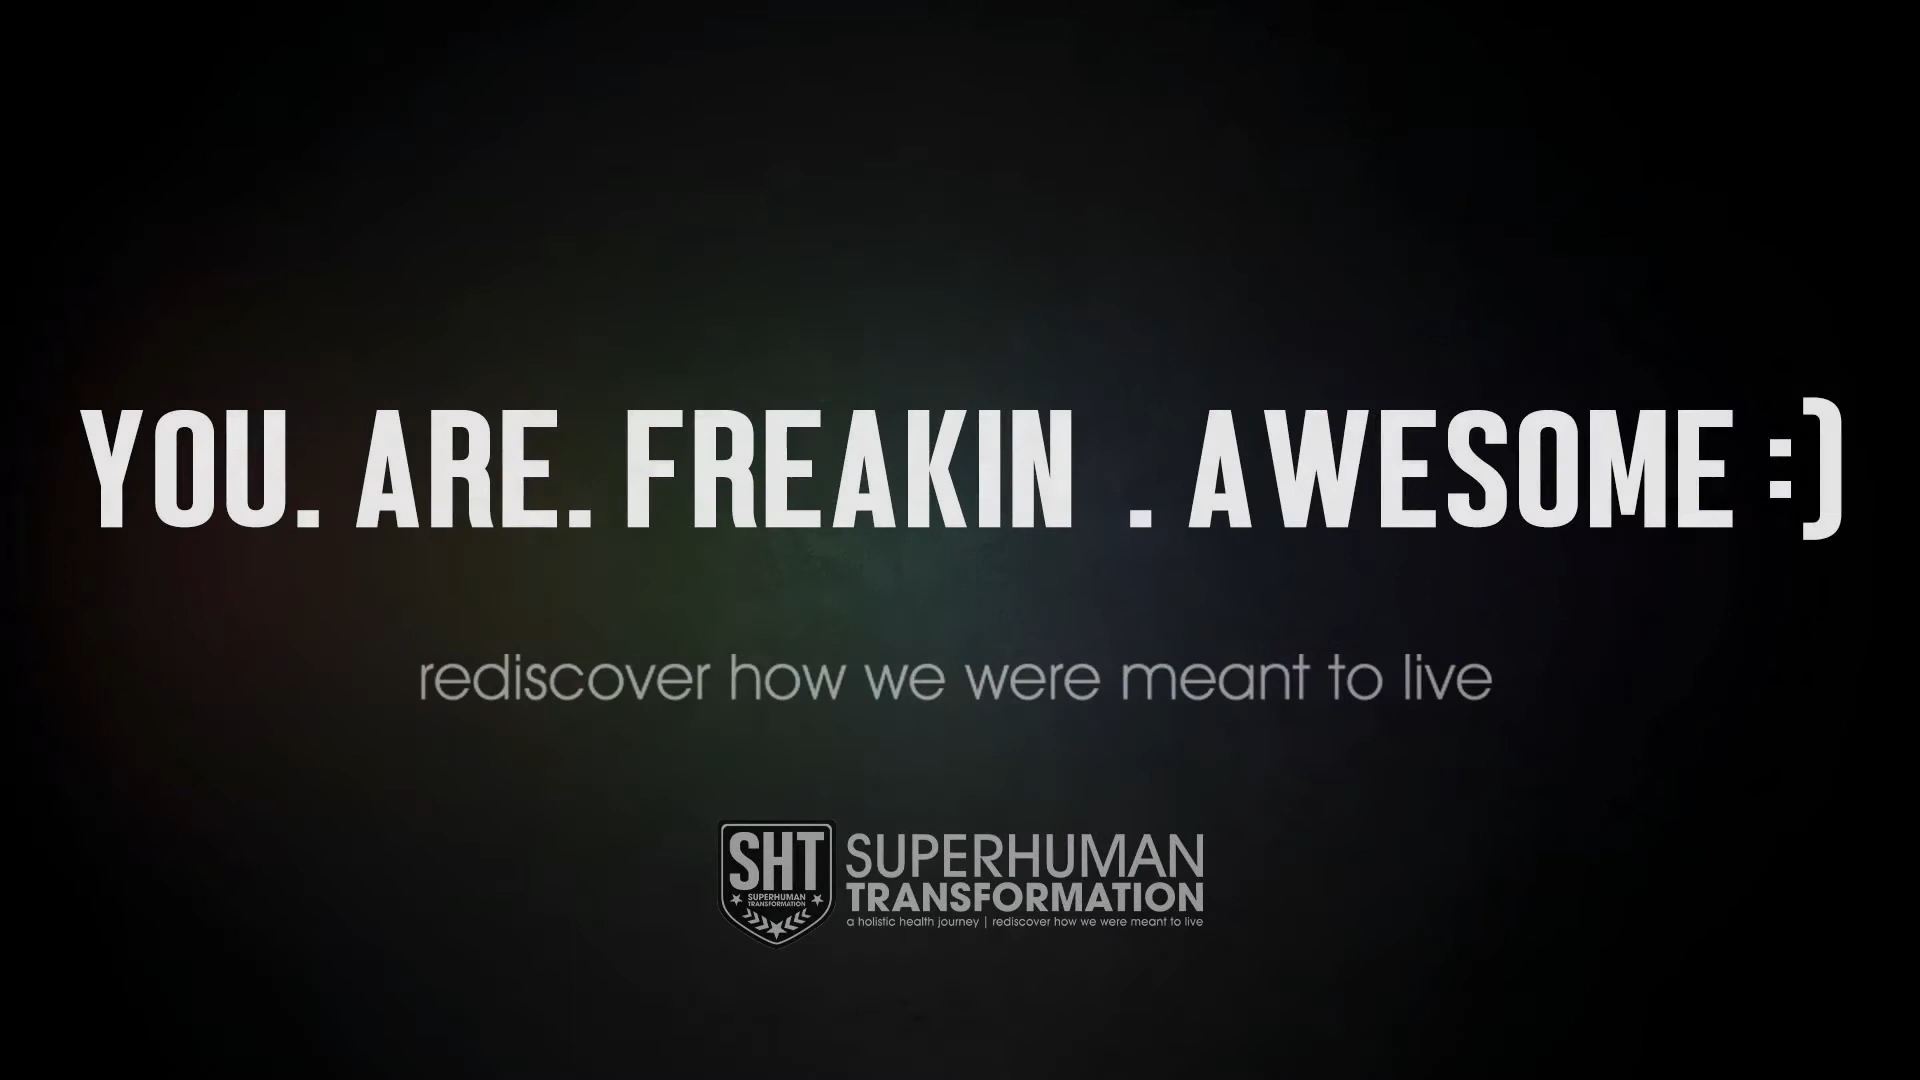 YOU. ARE. FREAKIN . AWESOME :)
rediscover how we were meant to live
SHT
SUPERHUMAN
TRANSFORMATION
SUPERHUMAN
TRANSFORMATION
a holistic health journey | rediscover how we were meant to live